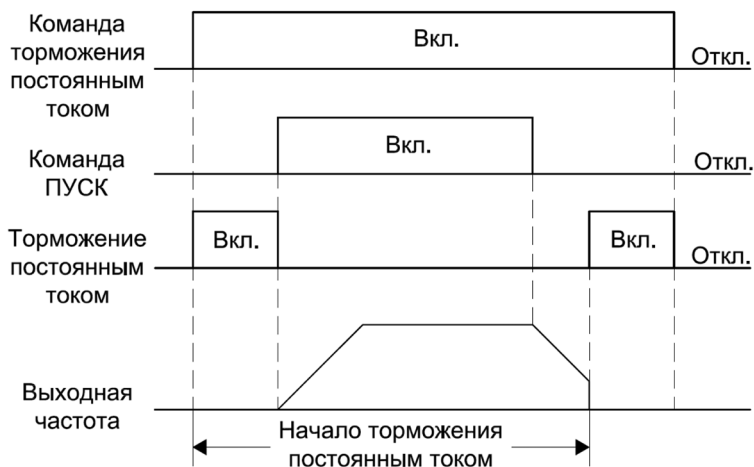 Команда
торможения
постоянным
током
Вкл.
Откл.
Команда
ПУСК
Вкл.
Откл.
Торможение
постоянным
током
Вкл.
Вкл.
Откл.
Выходная
частота
Начало торможения
постоянным током